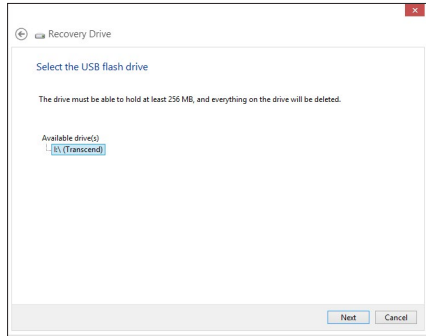 Recovery Drive
Select the USB flash drive
The drive must be able to hold at least 256 MB, and everything on the drive will be deleted.
Available drive(s)
I:\ (Transcend)
Next
Cancel